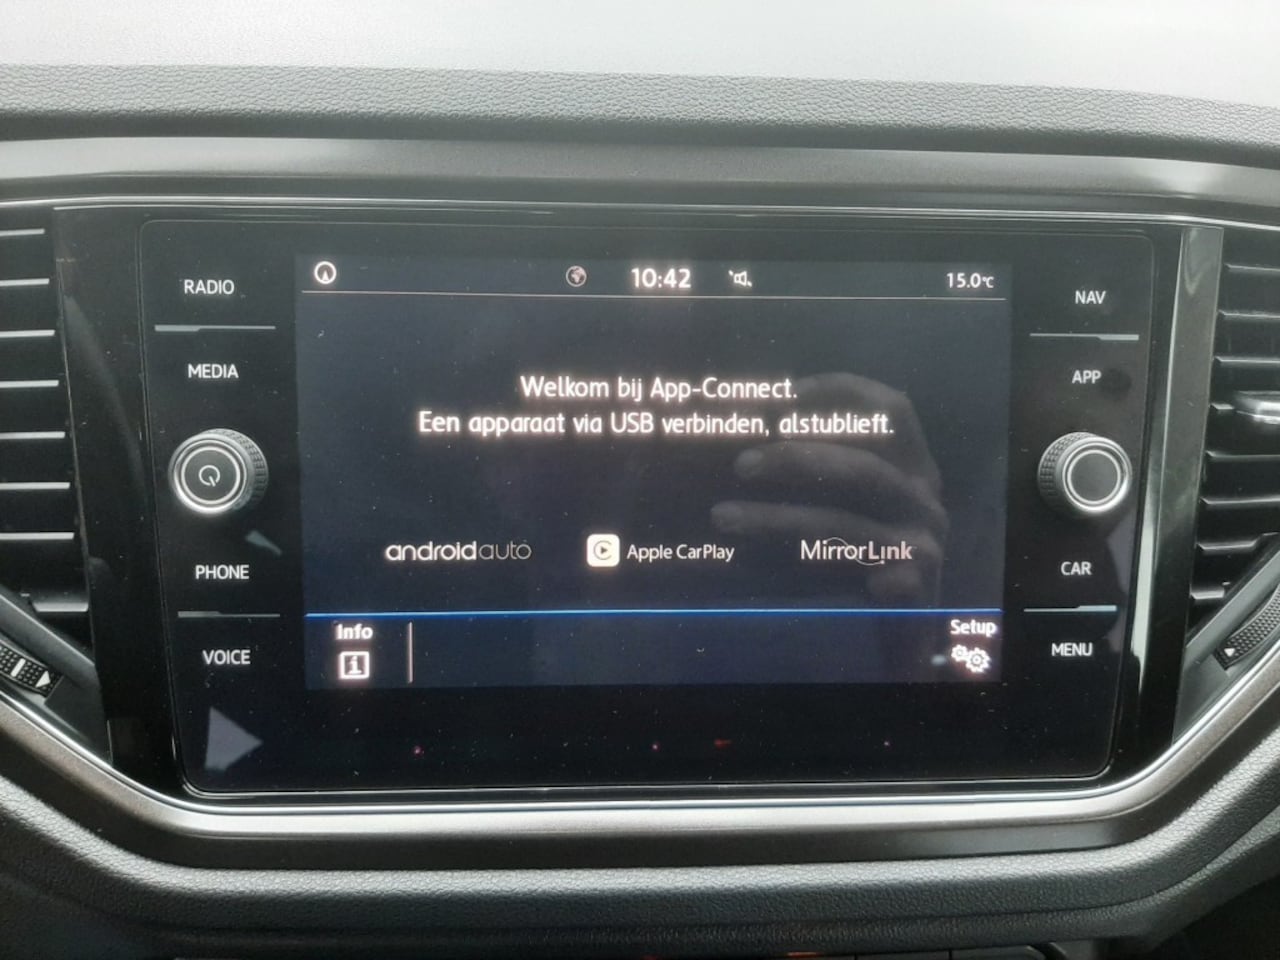 RADIO
MEDIA
PHONE
VOICE
10:42
15.0°C
Welkom bij App-Connect.
Een apparaat via USB verbinden, alstublieft.
androidauto
Apple CarPlay
MirrorLink
Info
Setup
NAV
APP
CAR
MENU